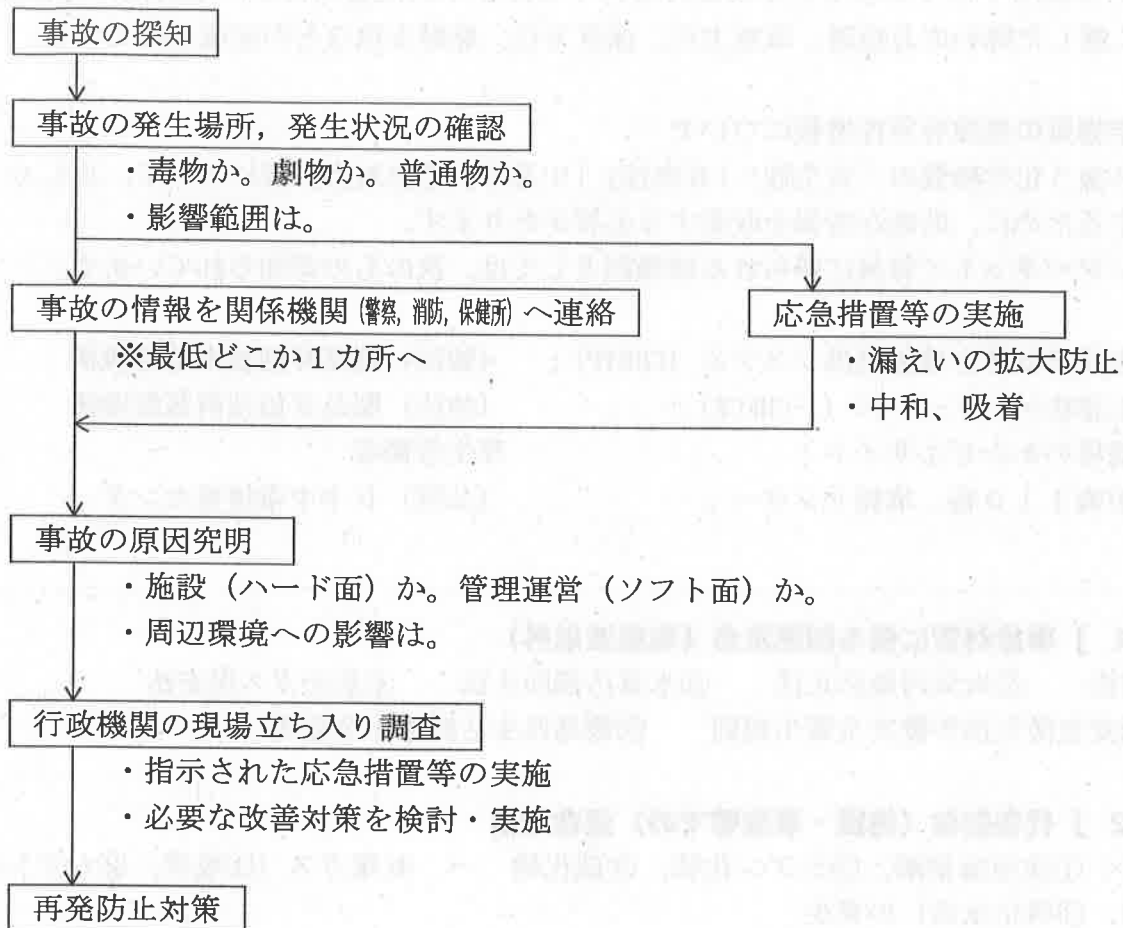 事故の探知
事故の発生場所，発生状況の確認
・毒物か。劇物か。普通物か。
・影響範囲は。
事故の情報を関係機関（警察，消防，保健所）へ連絡
※最低どこか１カ所へ
応急措置等の実施
・漏えいの拡大防止
・中和、吸着
事故の原因究明
・施設（ハード面）か。管理運営（ソフト面）か。
・周辺環境への影響は。
行政機関の現場立ち入り調査
・指示された応急措置等の実施
・必要な改善対策を検討・実施
再発防止対策